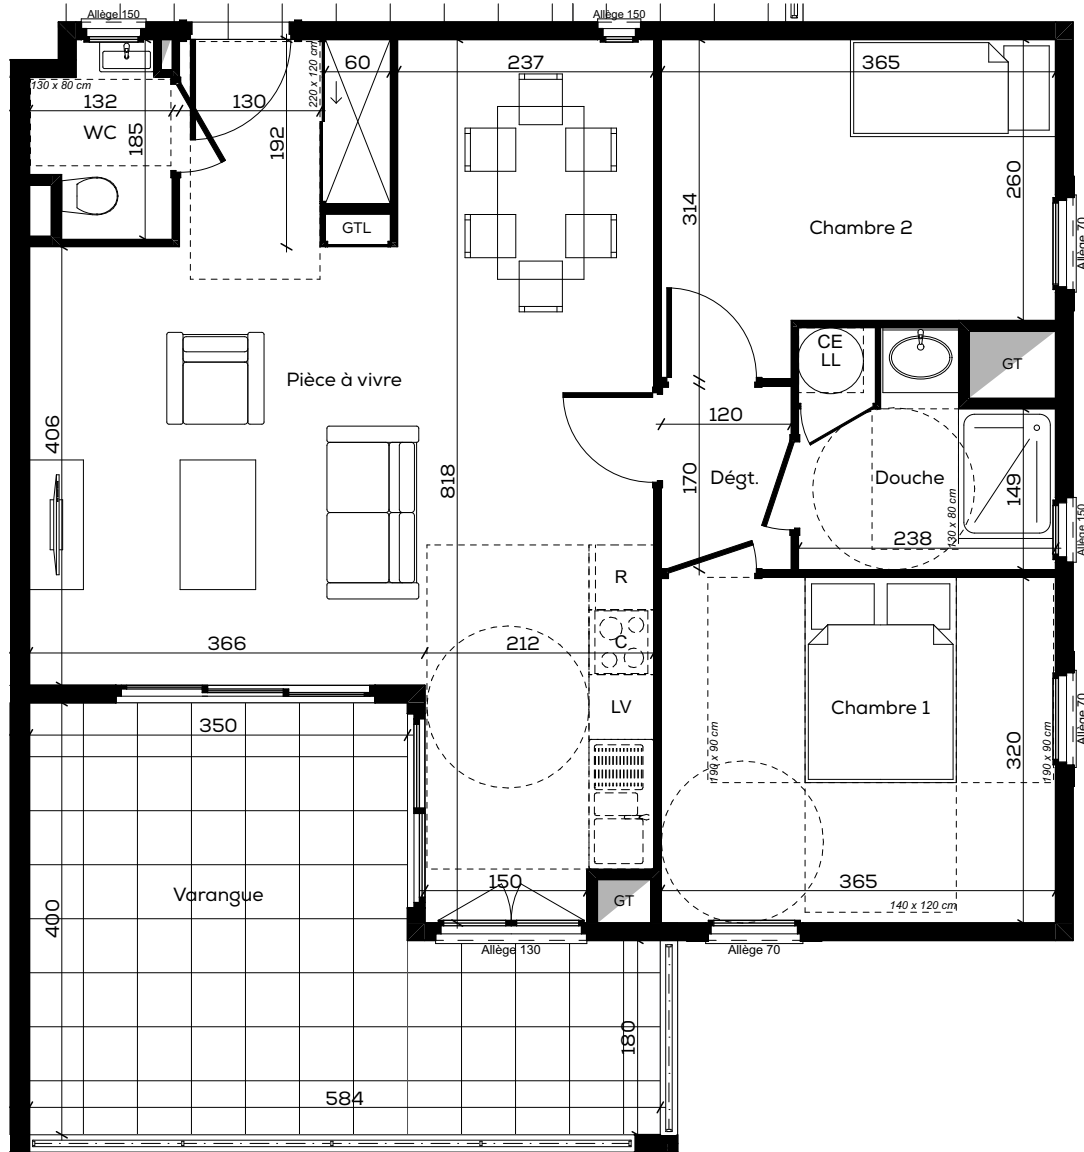 Allège 150
Allège 150
60
237
365
130 x 80 cm
220 x 120 cm
132
130
WC
185
192
260
314
GTL
Chambre 2
Allège 70
CE
LL
GT
Pièce à vivre
120
406
818
170
Dégt.
Douche
149
130 x 80 cm
238
Allège 150
R
C
366
212
LV
Chambre 1
350
320
190 x 90 cm
190 x 90 cm
Allège 70
150
365
Varangue
GT
140 x 120 cm
400
Allège 130
Allège 70
180
584